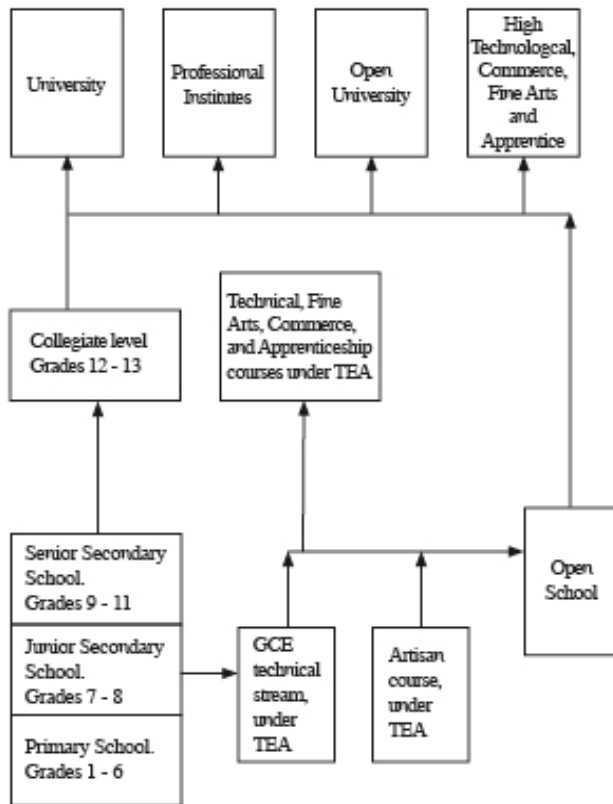 University
Professional
Institutes
Open
University
High
Technologcal,
Commerce,
Fine Arts
and
Apprentice
Collegiate level
Grades 12 - 13
Technical, Fine
Arts, Commerce,
and Apprenticeship
courses under TEA
Senior Secondary
School.
Grades 9 - 11
Junior Secondary
School.
Grades 7 - 8
Primary School.
Grades 1 - 6
GCE
technical
stream,
under
TEA
Artisan
course,
under
TEA
Open
School